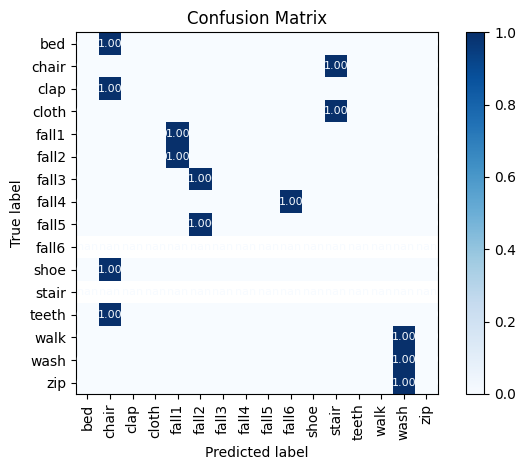 Confusion Matrix
True label
bed
chair
clap
cloth
fall1
fall2
fall3
fall4
fall5
fall6
shoe
stair
teeth
walk
wash
zip
1.00
1.00
1.00
1.00
1.00
1.00
1.00
1.00
1.00
1.00
1.00
1.00
1.00
1.00
bed
chair
clap
cloth
fall1
fall2
fall3
fall4
fall5
fall6
shoe
stair
teeth
walk
wash
zip
Predicted label
1.0
0.8
0.6
0.4
0.2
0.0